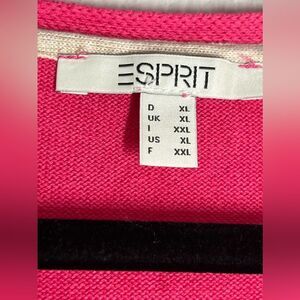 ESPRIT
D XL
UK XL
I XXL
US XL
F XXL